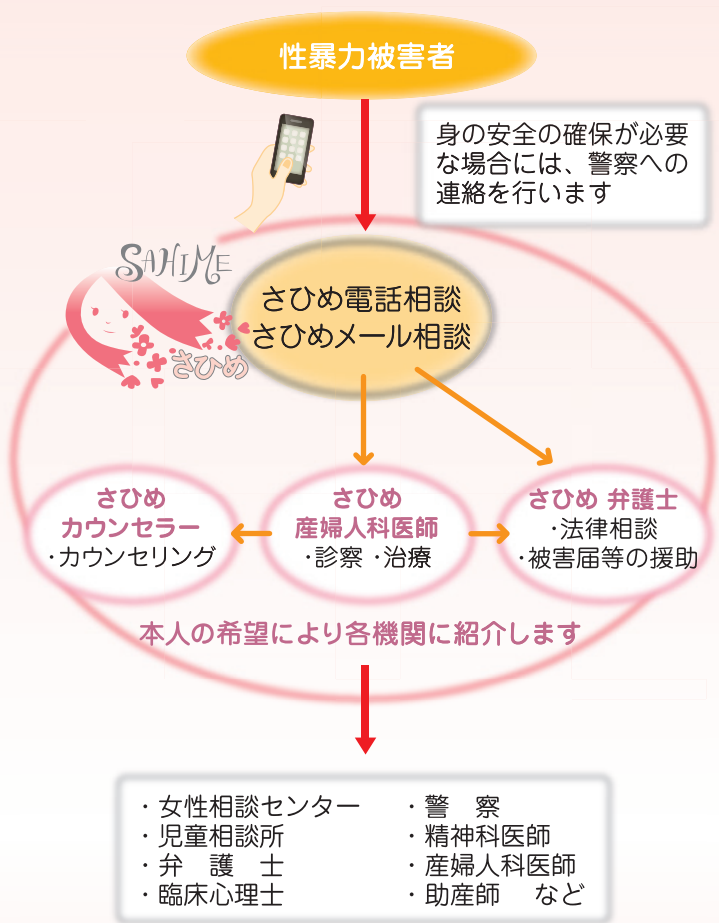 性暴力被害者
身の安全の確保が必要
な場合には、警察への
連絡を行います
SAHIME
さひめ
さひめ電話相談
さひめメール相談
さひめ
カウンセラー
・カウンセリング
さひめ
産婦人科医師
・診察 ・治療
さひめ 弁護士
・法律相談
・被害届等の援助
本人の希望により各機関に紹介します
・女性相談センター
・児童相談所
・弁　護　士
・臨床心理士
・警　察
・精神科医師
・産婦人科医師
・助産師　など